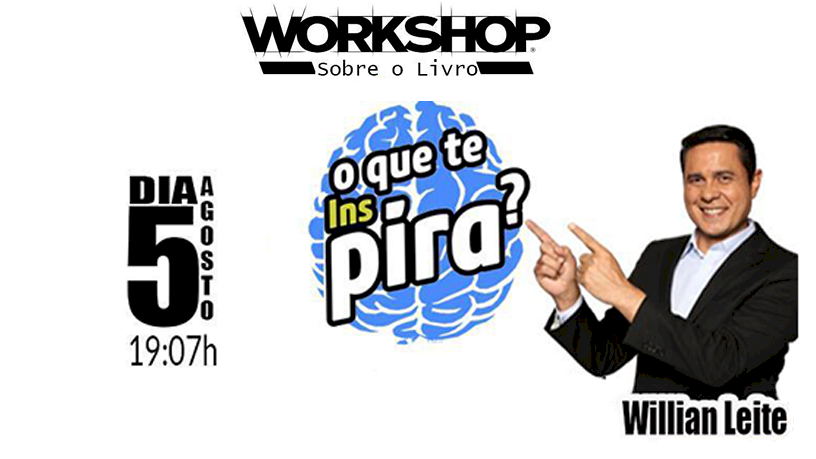 WORKSHOP®
Sobre o Livro
o que te
Ins
pira?
DIA
5
AGOSTO
19:07h
Willian Leite